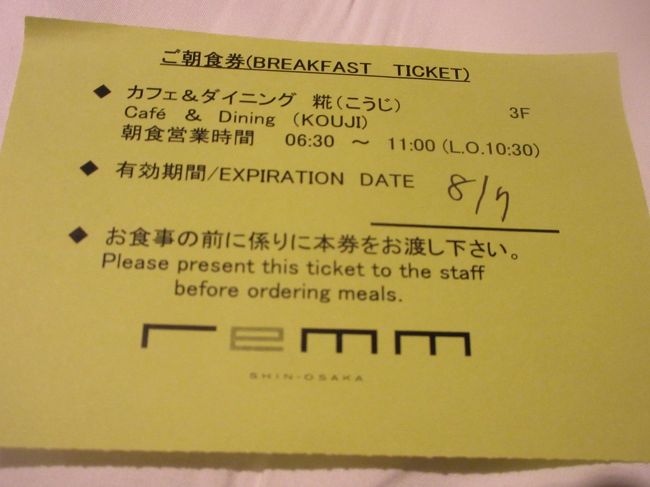 ご朝食券(BREAKFAST TICKET)
◆ カフェ&ダイニング 糀(こうじ) 3F
Café & Dining (KOUJI)
朝食営業時間 06:30 ～ 11:00 (L.O.10:30)
◆ 有効期間/EXPIRATION DATE 8/7
◆ お食事の前に係りに本券をお渡し下さい。
Please present this ticket to the staff
before ordering meals.
remm
SHIN-OSAKA